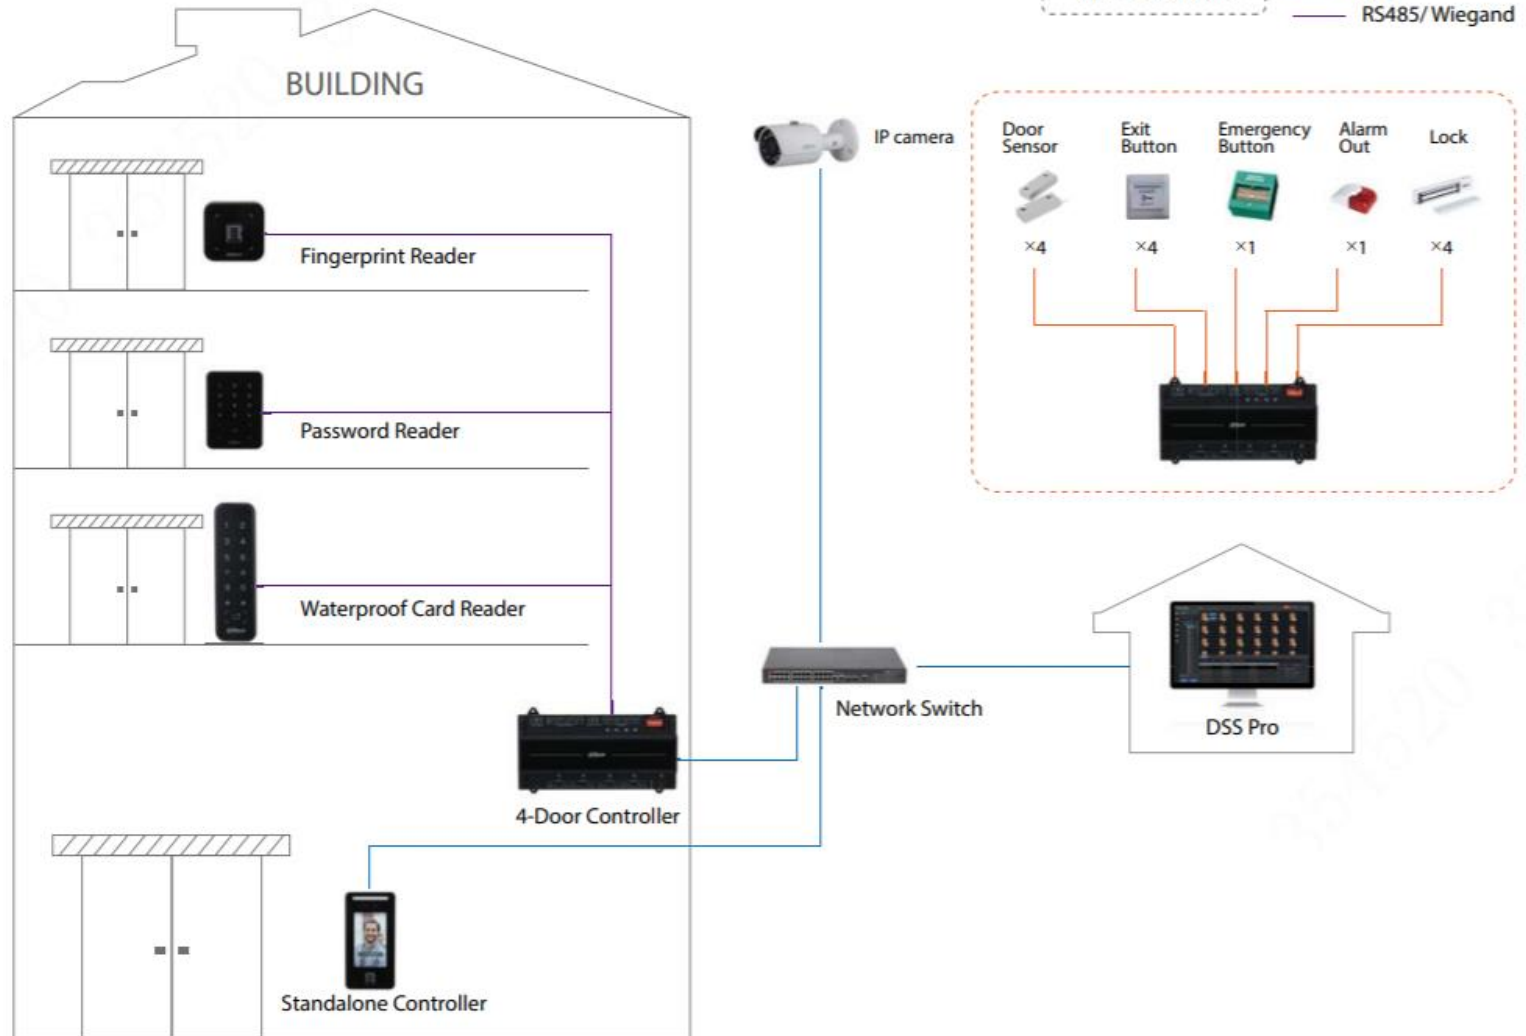 RS485/ Wiegand
BUILDING
IP camera
Door
Sensor
Exit
Button
Emergency
Button
Alarm
Out
Lock
×4
×4
×1
×1
×4
Fingerprint Reader
Password Reader
Waterproof Card Reader
Network Switch
DSS Pro
4-Door Controller
Standalone Controller